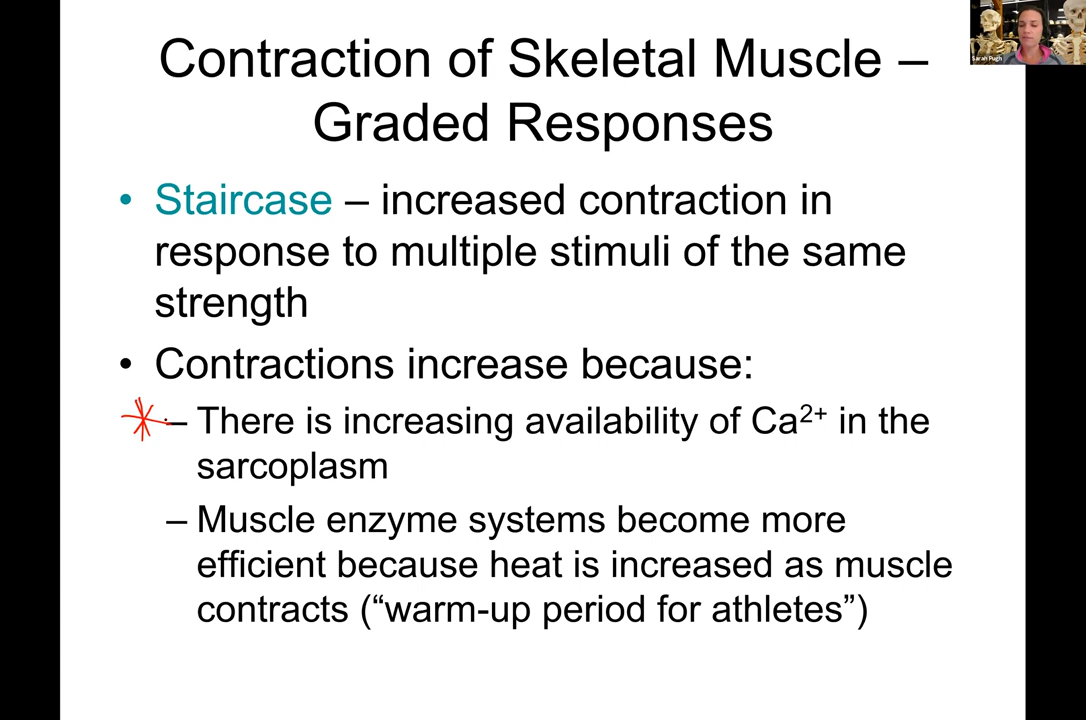 Contraction of Skeletal Muscle –
Graded Responses
Sarah Pugh
• Staircase – increased contraction in
response to multiple stimuli of the same
strength
• Contractions increase because:
– There is increasing availability of Ca²⁺ in the
sarcoplasm
– Muscle enzyme systems become more
efficient because heat is increased as muscle
contracts (“warm-up period for athletes”)